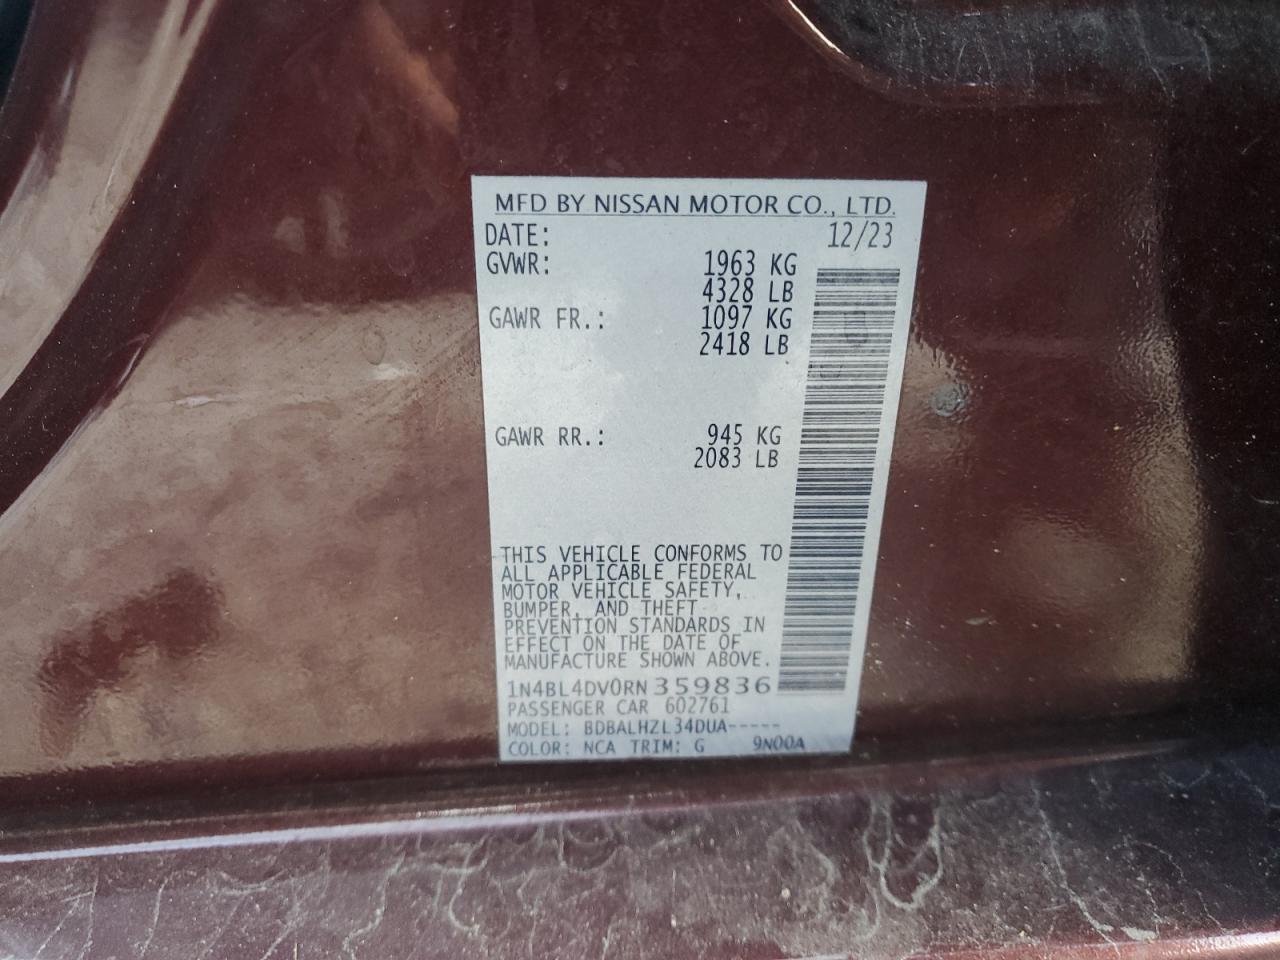 MFD BY NISSAN MOTOR CO., LTD.
DATE: 12/23
GVWR: 1963 KG
4328 LB
GAWR FR.: 1097 KG
2418 LB
GAWR RR.: 945 KG
2083 LB
THIS VEHICLE CONFORMS TO
ALL APPLICABLE FEDERAL
MOTOR VEHICLE SAFETY,
BUMPER, AND THEFT
PREVENTION STANDARDS IN
EFFECT ON THE DATE OF
MANUFACTURE SHOWN ABOVE.
1N4BL4DV0RN359836
PASSENGER CAR 602761
MODEL: BDBALHZL34DUA-----
COLOR: NCA TRIM: G 9N00A